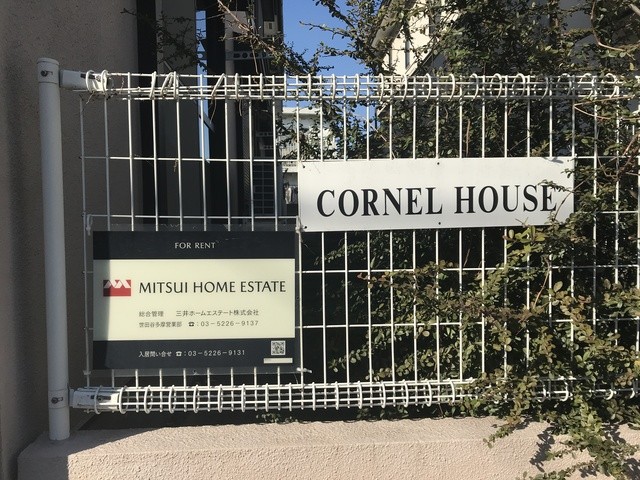 CORNEL HOUSE
FOR RENT
MITSUI HOME ESTATE
総合管理 三井ホームエステート株式会社
世田谷多摩営業部 ☎:03-5226-9137
入居問い合せ ☎:03-5226-9131